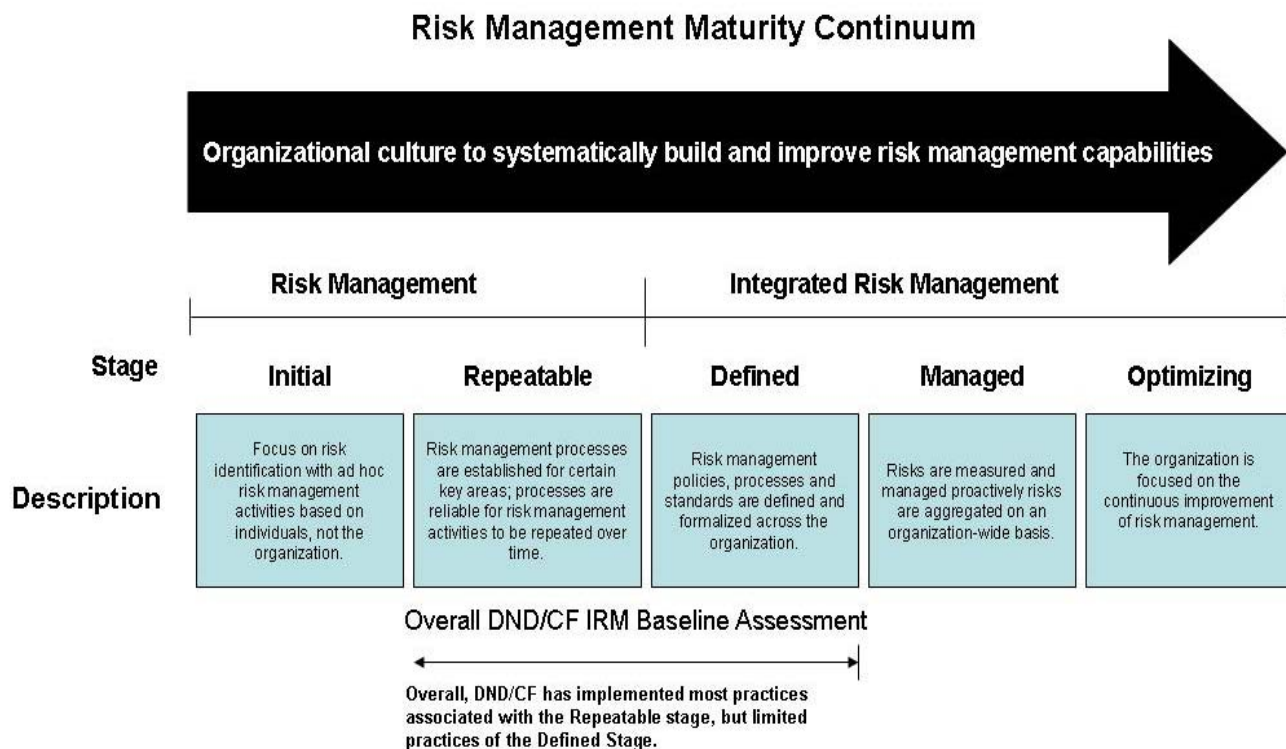 Risk Management Maturity Continuum
Organizational culture to systematically build and improve risk management capabilities
Risk Management
Integrated Risk Management
Stage
Initial
Repeatable
Defined
Managed
Optimizing
Description
Focus on risk
identification with ad hoc
risk management
activities based on
individuals, not the
organization.
Risk management processes
are established for certain
key areas; processes are
reliable for risk management
activities to be repeated over
time.
Risk management
policies, processes and
standards are defined and
formalized across the
organization.
Risks are measured and
managed proactively risks
are aggregated on an
organization-wide basis.
The organization is
focused on the
continuous improvement
of risk management.
Overall DND/CF IRM Baseline Assessment
Overall, DND/CF has implemented most practices
associated with the Repeatable stage, but limited
practices of the Defined Stage.